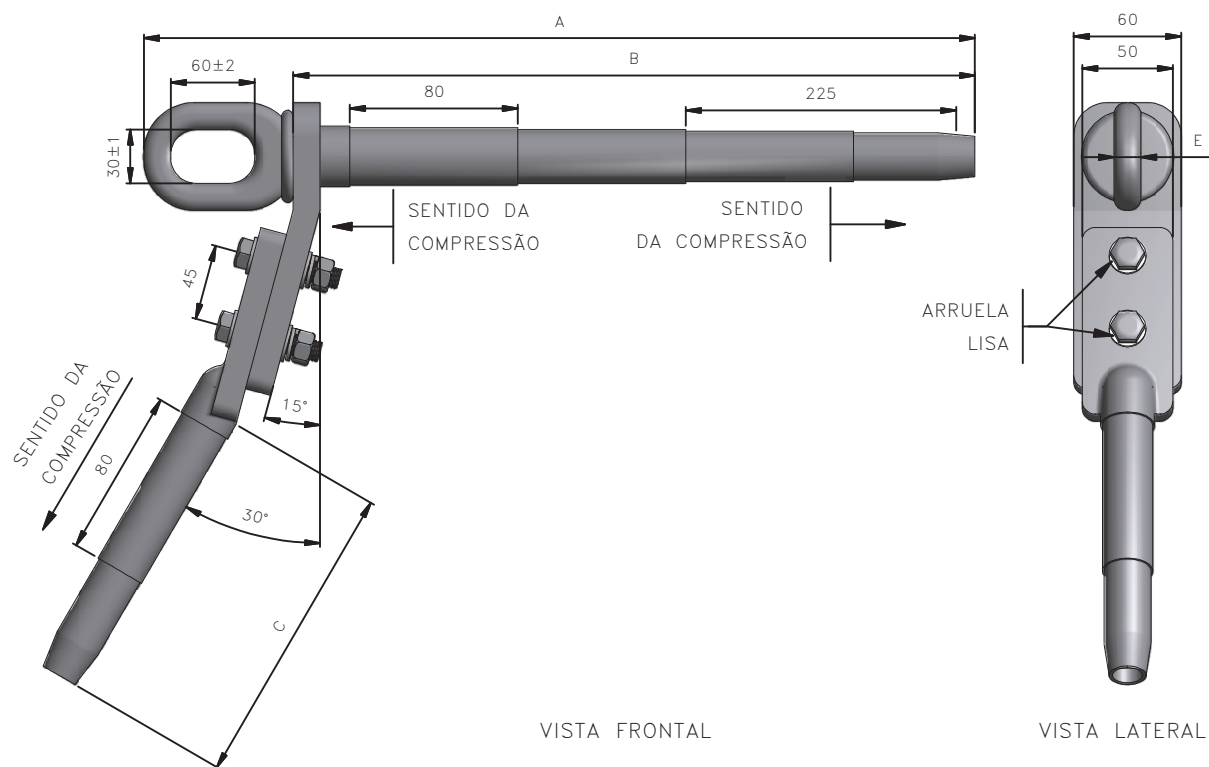 A
60
B
50
60±2
80
225
30±1
E
SENTIDO DA
COMPRESSÃO
SENTIDO
DA COMPRESSÃO
45
ARRUELA
LISA
SENTIDO DA
COMPRESSÃO
15°
80
30°
C
VISTA FRONTAL
VISTA LATERAL